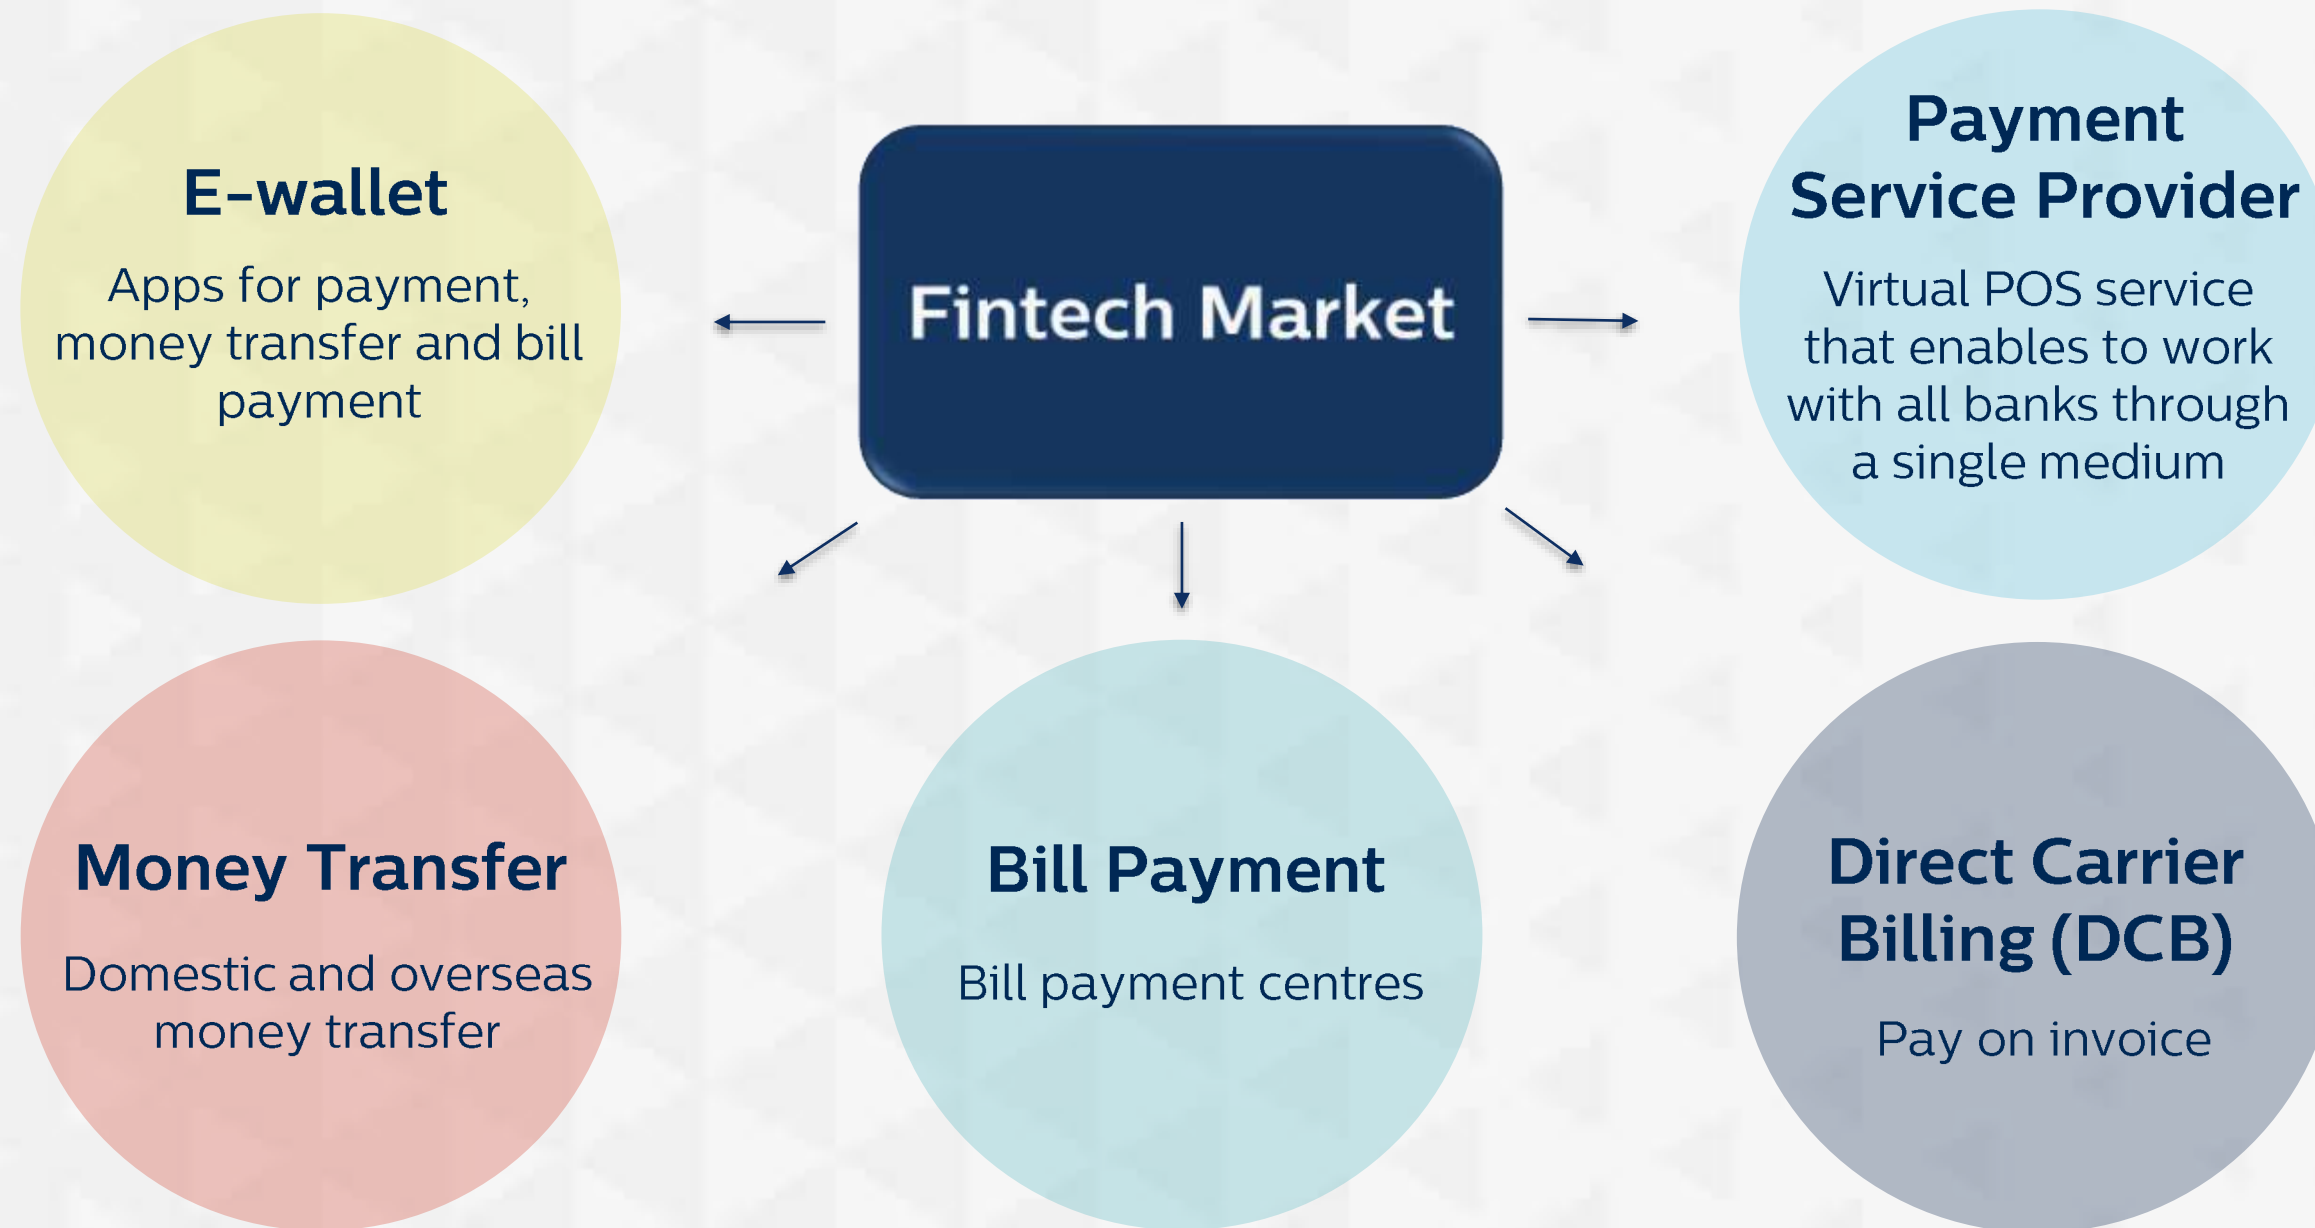 E-wallet
Apps for payment,
money transfer and bill
payment
Fintech Market
Payment
Service Provider
Virtual POS service
that enables to work
with all banks through
a single medium
Money Transfer
Domestic and overseas
money transfer
Bill Payment
Bill payment centres
Direct Carrier
Billing (DCB)
Pay on invoice